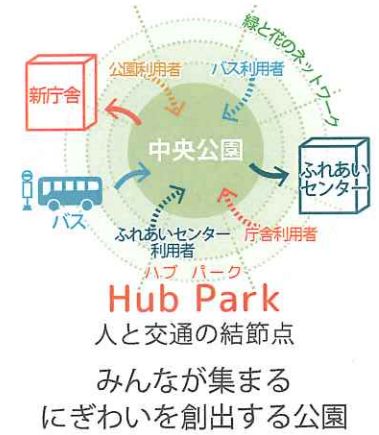 緑と花のネットワーク
公園利用者
バス利用者
新庁舎
中央公園
ふれあい
センター
バス
ふれあいセンター
利用者
庁舎利用者
ハブ パーク
Hub Park
人と交通の結節点
みんなが集まる
にぎわいを創出する公園